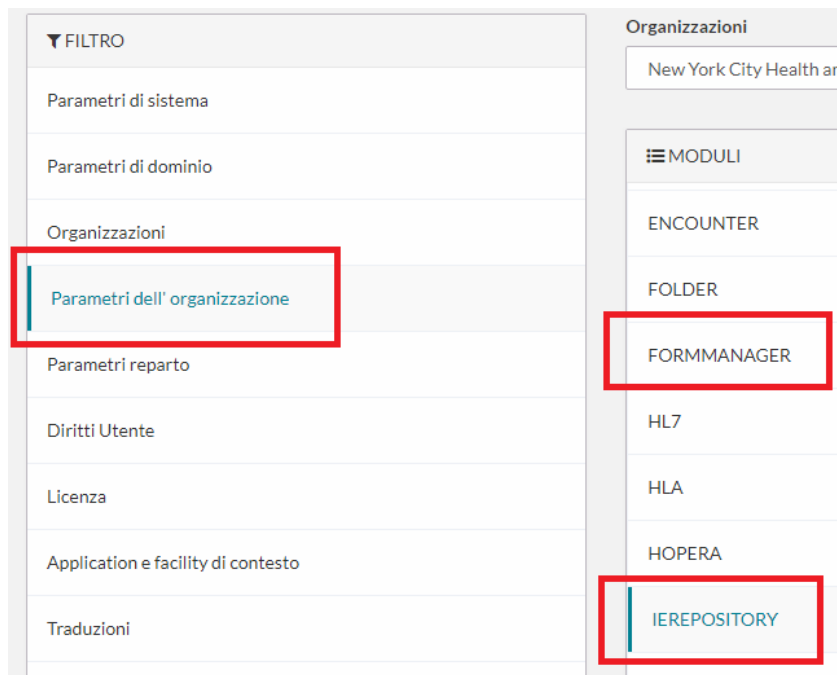 FILTRO
Parametri di sistema
Parametri di dominio
Organizzazioni
Parametri dell' organizzazione
Parametri reparto
Diritti Utente
Licenza
Application e facility di contesto
Traduzioni
Organizzazioni
New York City Health an
MODULI
ENCOUNTER
FOLDER
FORMMANAGER
HL7
HLA
HOPERA
IEREPOSITORY